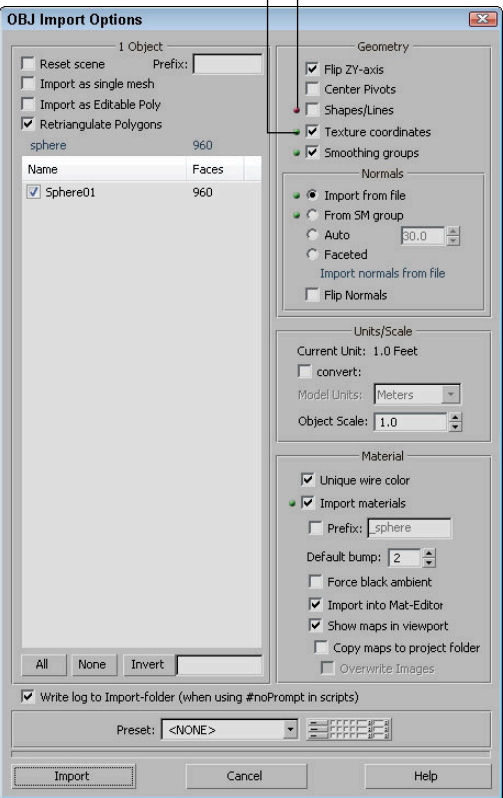 OBJ Import Options
1 Object
Reset scene
Prefix:
Import as single mesh
Import as Editable Poly
Retriangulate Polygons
sphere 960
Name Faces
Sphere01 960
All
None
Invert
Geometry
Flip ZY-axis
Center Pivots
Shapes/Lines
Texture coordinates
Smoothing groups
Normals
Import from file
From SM group
Auto 30.0
Faceted
Import normals from file
Flip Normals
Units/Scale
Current Unit: 1.0 Feet
convert:
Model Units: Meters
Object Scale: 1.0
Material
Unique wire color
Import materials
Prefix: _sphere
Default bump: 2
Force black ambient
Import into Mat-Editor
Show maps in viewport
Copy maps to project folder
Overwrite Images
Write log to Import-folder (when using #noPrompt in scripts)
Preset: <NONE>
Import
Cancel
Help